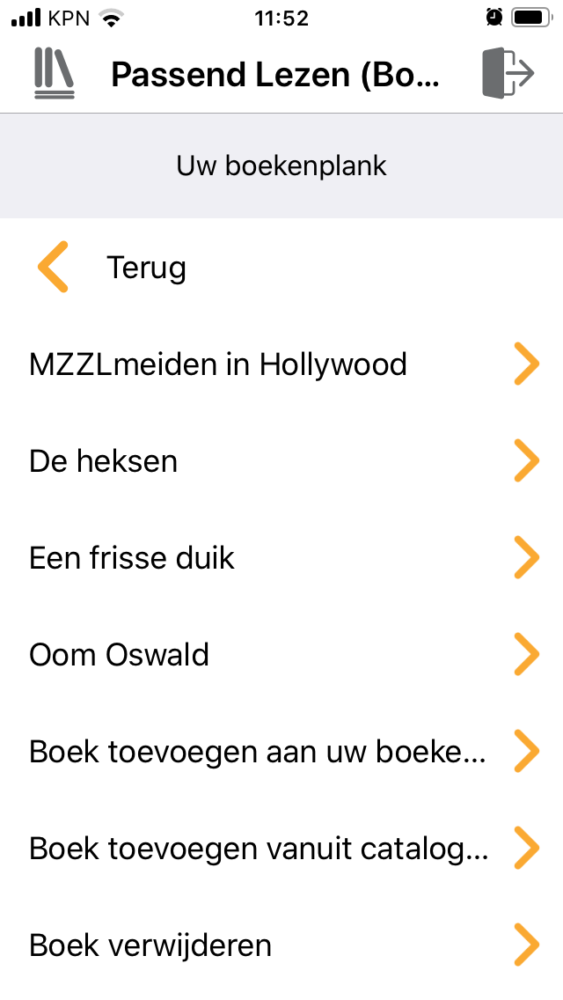 KPN 11:52
Passend Lezen (Bo...
Uw boekenplank
Terug
MZZLmeiden in Hollywood
De heksen
Een frisse duik
Oom Oswald
Boek toevoegen aan uw boeke...
Boek toevoegen vanuit catalog...
Boek verwijderen